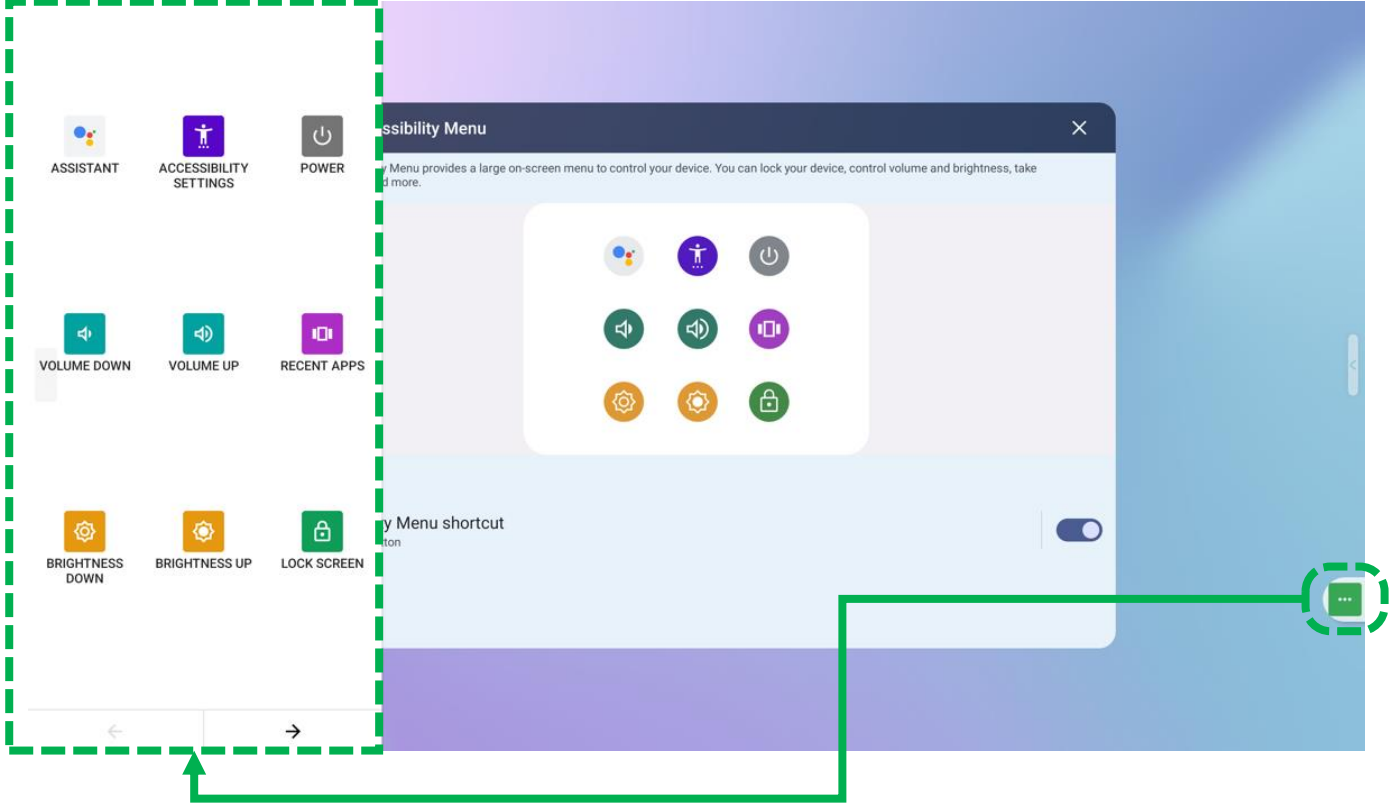 ASSISTANT
ACCESSIBILITY
SETTINGS
POWER
VOLUME DOWN
VOLUME UP
RECENT APPS
BRIGHTNESS
DOWN
BRIGHTNESS UP
LOCK SCREEN
ssibility Menu
y Menu provides a large on-screen menu to control your device. You can lock your device, control volume and brightness, take
d more.
y Menu shortcut
tton